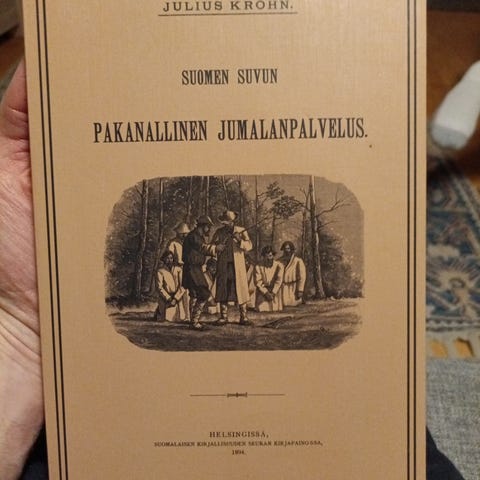 JULIUS KROHN.
SUOMEN SUVUN
PAKANALLINEN JUMALANPALVELUS.
HELSINGISSÄ,
SUOMALAISEN KIRJALLISUUDEN SEURAN KIRJAPAINOSSA,
1894.